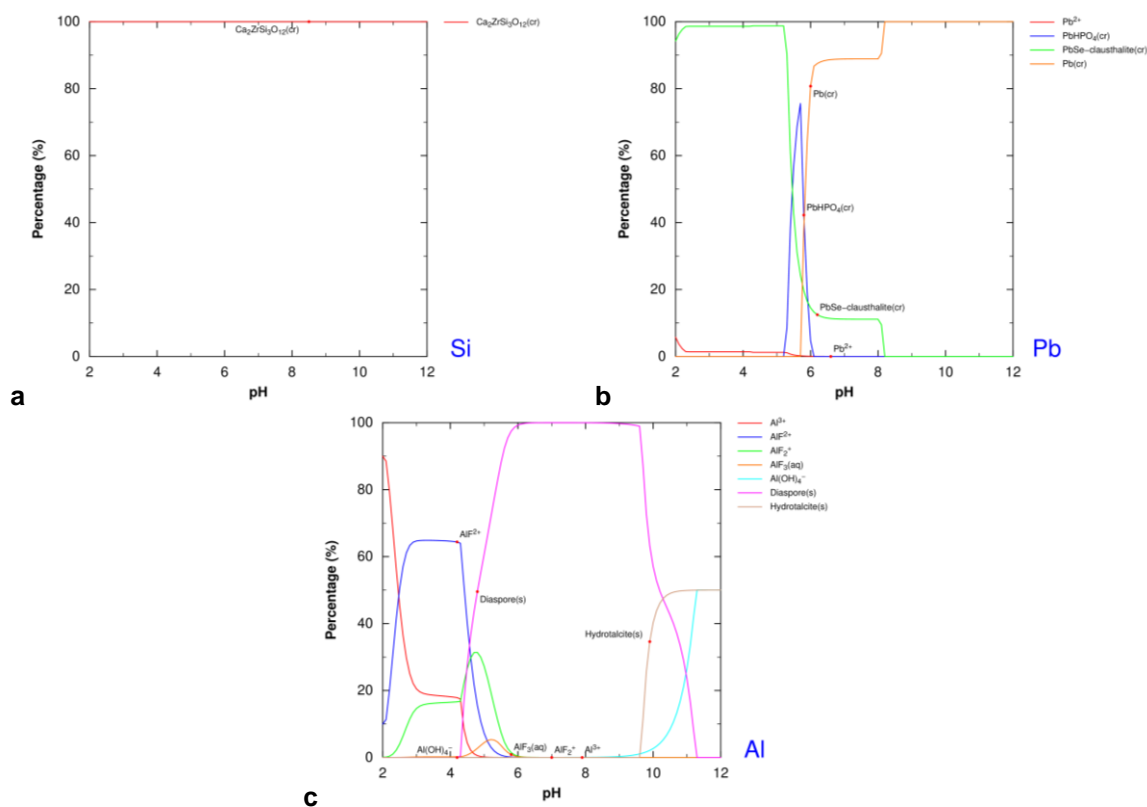 100
80
60
40
20
0
Percentage (%)
2 4 6 8 10 12
pH
Ca₂ZrSi₃O₁₂(cr)
Ca₂ZrSi₃O₁₂(cr)
Si
a
100
80
60
40
20
0
Percentage (%)
2 4 6 8 10 12
pH
Pb(cr)
PbHPO₄(cr)
PbSe−clausthalite(cr)
Pb²⁺
Pb²⁺
PbHPO₄(cr)
PbSe−clausthalite(cr)
Pb(cr)
Pb
b
100
80
60
40
20
0
Percentage (%)
2 4 6 8 10 12
pH
AlF²⁺
Diaspore(s)
Hydrotalcite(s)
Al(OH)₄⁻ AlF₃(aq) AlF₂⁺ Al³⁺
Al³⁺
AlF²⁺
AlF₂⁺
AlF₃(aq)
Al(OH)₄⁻
Diaspore(s)
Hydrotalcite(s)
Al
c